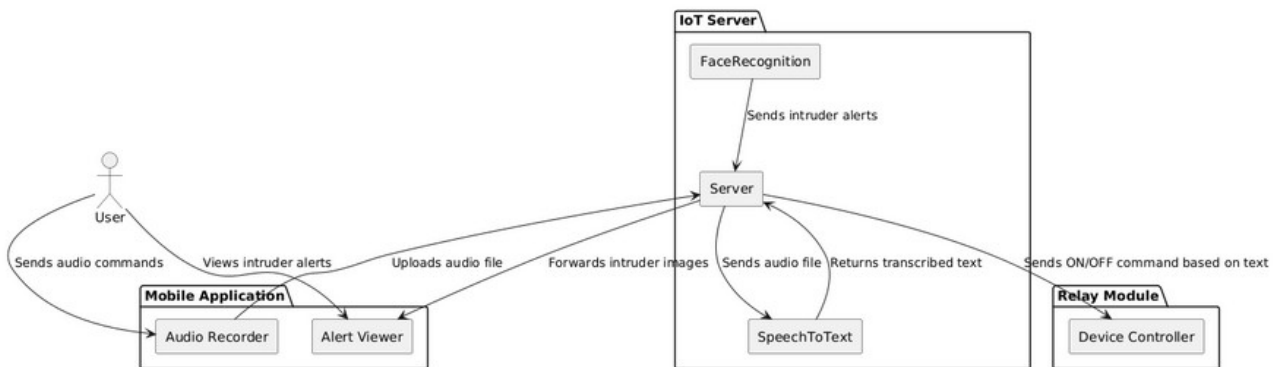 IoT Server
FaceRecognition
Sends intruder alerts
Server
User
Sends audio commands
Views intruder alerts
Uploads audio file
Forwards intruder images
Sends audio file
Returns transcribed text
Sends ON/OFF command based on text
Mobile Application
Relay Module
Audio Recorder
Alert Viewer
SpeechToText
Device Controller